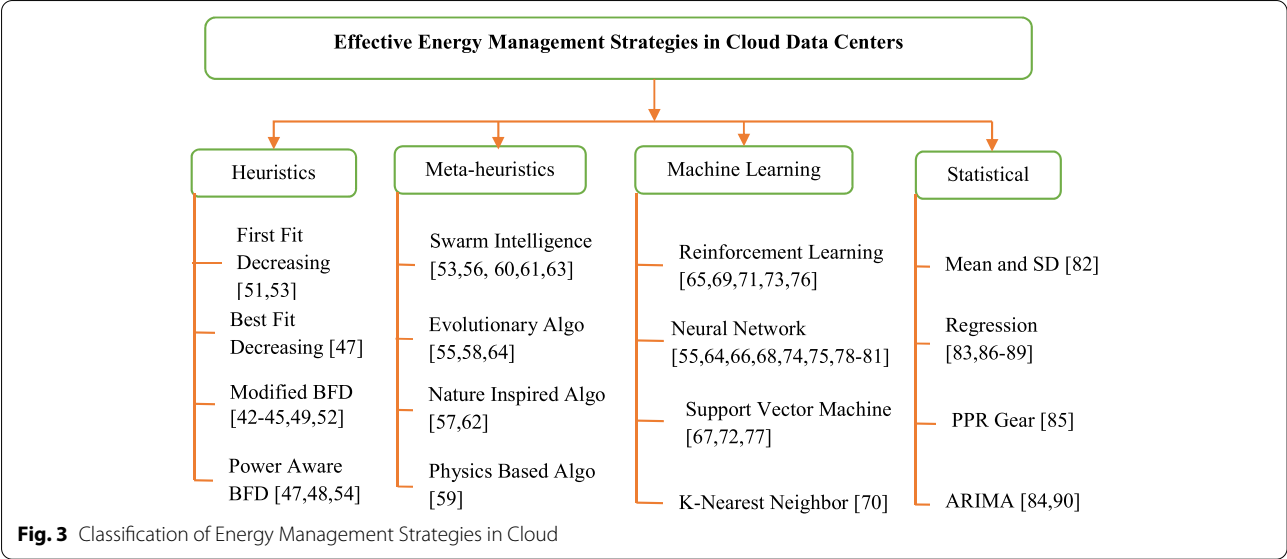 Effective Energy Management Strategies in Cloud Data Centers
Heuristics
First Fit
Decreasing
[51,53]
Best Fit
Decreasing [47]
Modified BFD
[42-45,49,52]
Power Aware
BFD [47,48,54]
Meta-heuristics
Swarm Intelligence
[53,56, 60,61,63]
Evolutionary Algo
[55,58,64]
Nature Inspired Algo
[57,62]
Physics Based Algo
[59]
Machine Learning
Reinforcement Learning
[65,69,71,73,76]
Neural Network
[55,64,66,68,74,75,78-81]
Support Vector Machine
[67,72,77]
K-Nearest Neighbor [70]
Statistical
Mean and SD [82]
Regression
[83,86-89]
PPR Gear [85]
ARIMA [84,90]
Fig. 3 Classification of Energy Management Strategies in Cloud